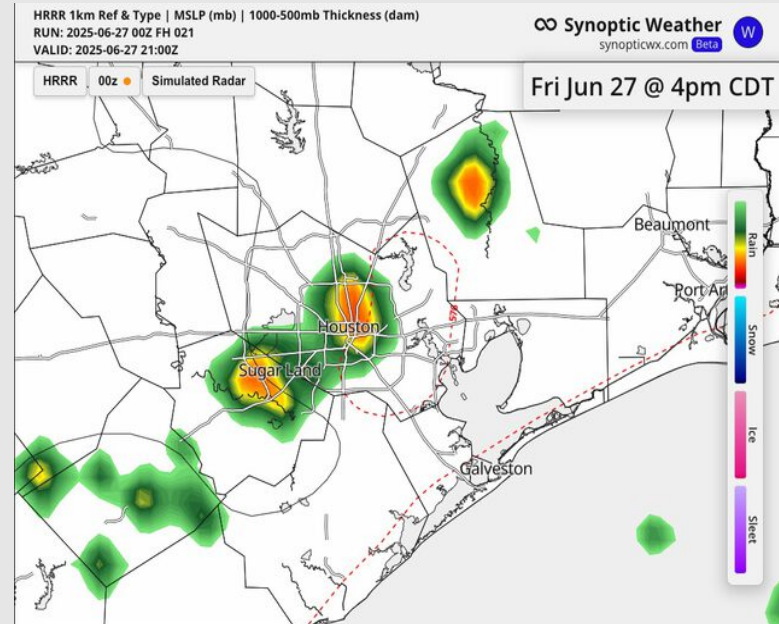 HRRR 1km Ref & Type | MSLP (mb) | 1000-500mb Thickness (dam)
RUN: 2025-06-27 00Z FH 021
VALID: 2025-06-27 21:00Z
Synoptic Weather
synopticwx.com Beta
W
HRRR
00z
Simulated Radar
Fri Jun 27 @ 4pm CDT
Beaumont
Port Ar
576
Houston
Sugar Land
Galveston
Rain
Snow
Ice
Sleet